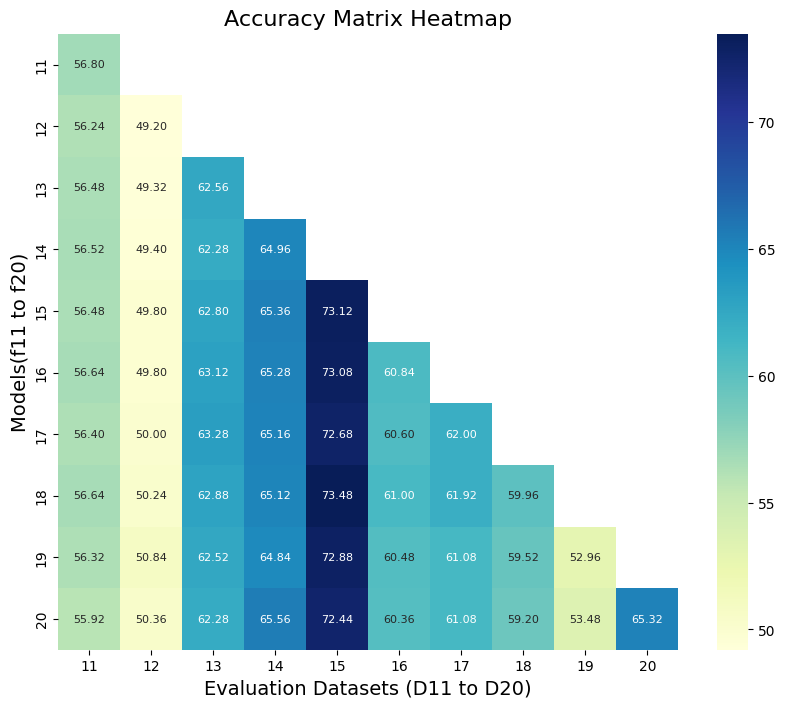 Accuracy Matrix Heatmap
Models(f11 to f20)
11 56.80
12 56.24 49.20
13 56.48 49.32 62.56
14 56.52 49.40 62.28 64.96
15 56.48 49.80 62.80 65.36 73.12
16 56.64 49.80 63.12 65.28 73.08 60.84
17 56.40 50.00 63.28 65.16 72.68 60.60 62.00
18 56.64 50.24 62.88 65.12 73.48 61.00 61.92 59.96
19 56.32 50.84 62.52 64.84 72.88 60.48 61.08 59.52 52.96
20 55.92 50.36 62.28 65.56 72.44 60.36 61.08 59.20 53.48 65.32
11 12 13 14 15 16 17 18 19 20
Evaluation Datasets (D11 to D20)
70
65
60
55
50